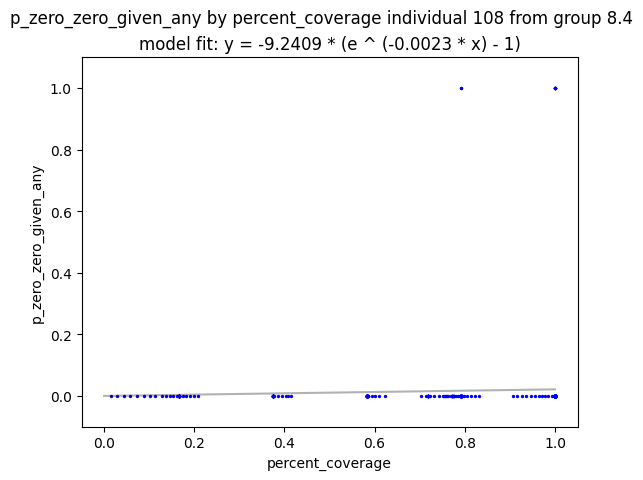 p_zero_zero_given_any by percent_coverage individual 108 from group 8.4
model fit: y = -9.2409 * (e ^ (-0.0023 * x) - 1)
1.0
0.8
0.6
0.4
0.2
0.0
p_zero_zero_given_any
0.0 0.2 0.4 0.6 0.8 1.0
percent_coverage